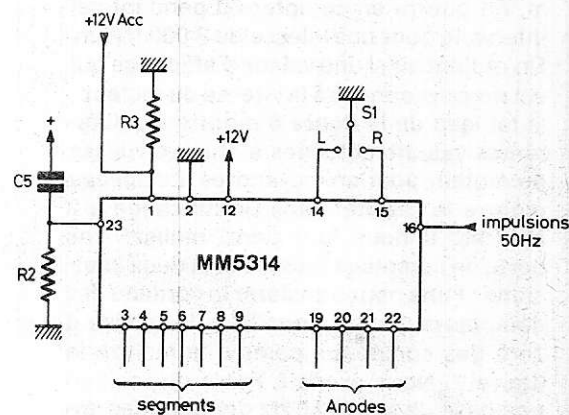 +12V Acc
R3
+12V
S1
+
C5
1
2
12
14
15
23
16
impulsions
50Hz
MM5314
R2
3 4 5 6 7 8 9
19 20 21 22
segments
Anodes